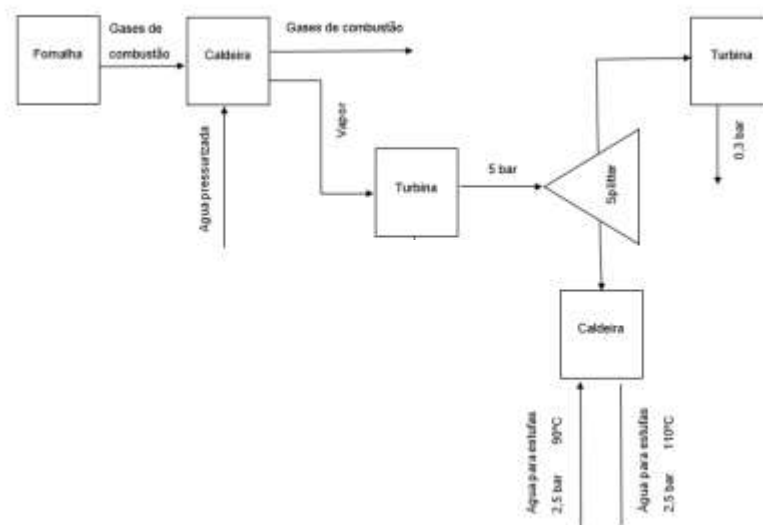 Fornalha
Gases de
combustão
Caldeira
Gases de combustão
Vapor
Água pressurizada
Turbina
5 bar
Splitter
Turbina
0,3 bar
Caldeira
Água para estufas
2,5 bar 90ºC
Água para estufas
2,5 bar 110ºC